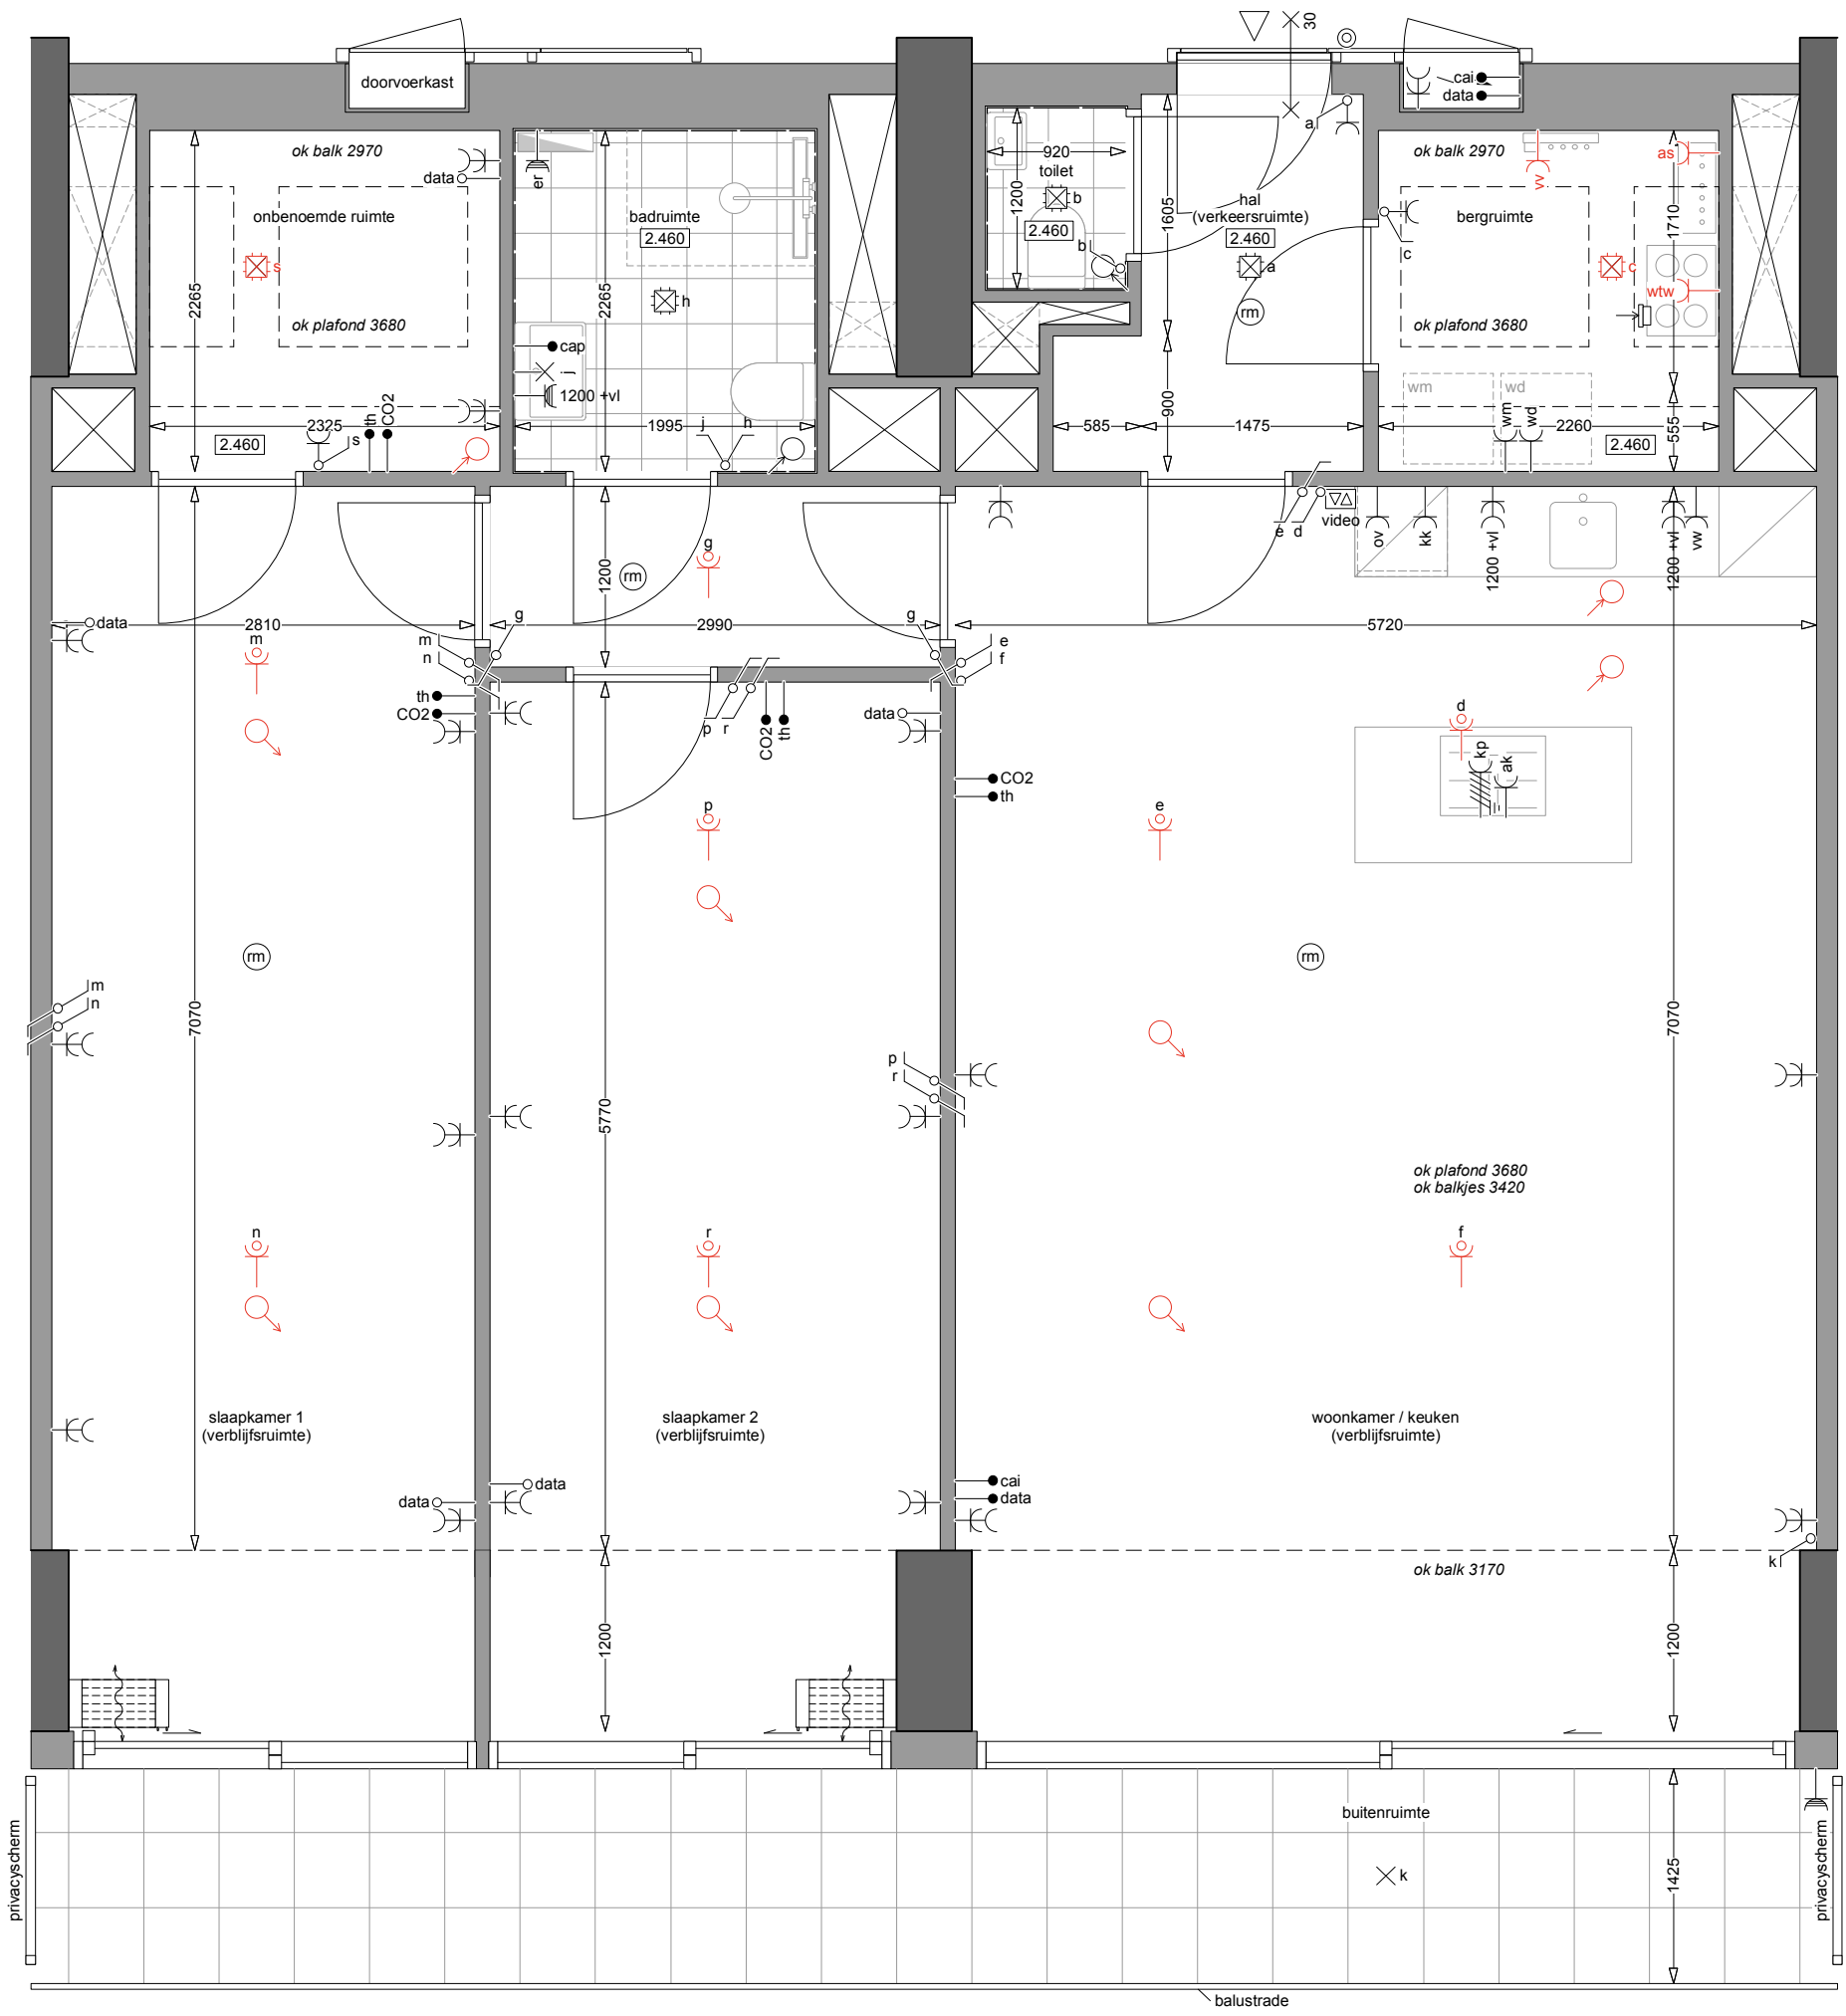 30
doorvoerkast
cai
data
a
ok balk 2970
data
er
920
toilet
1200
b
2.460
b
1605
hal
(verkeersruimte)
2.460
a
rm
ok balk 2970
vv
as
1710
onbenoemde ruimte
badruimte
2.460
bergruimte
c
s
h
c
wtw
2265
2265
ok plafond 3680
ok plafond 3680
cap
j
1200 +vl
wm
wd
900
2325
th
CO2
s
2.460
1995
j
h
585
1475
wm
wd
2260
555
2.460
e
d
video
ov
kk
1200 +vl
1200 +vl
vw
g
rm
1200
data
2810
g
2990
g
5720
m
m
n
e
f
th
CO2
p
r
CO2
th
data
d
kp
ak
CO2
th
p
e
rm
rm
m
n
7070
7070
p
r
5770
ok plafond 3680
ok balkjes 3420
n
r
f
slaapkamer 1
(verblijfsruimte)
slaapkamer 2
(verblijfsruimte)
woonkamer / keuken
(verblijfsruimte)
data
data
cai
data
k
ok balk 3170
1200
1200
buitenruimte
privacyscherm
privacyscherm
k
1425
balustrade